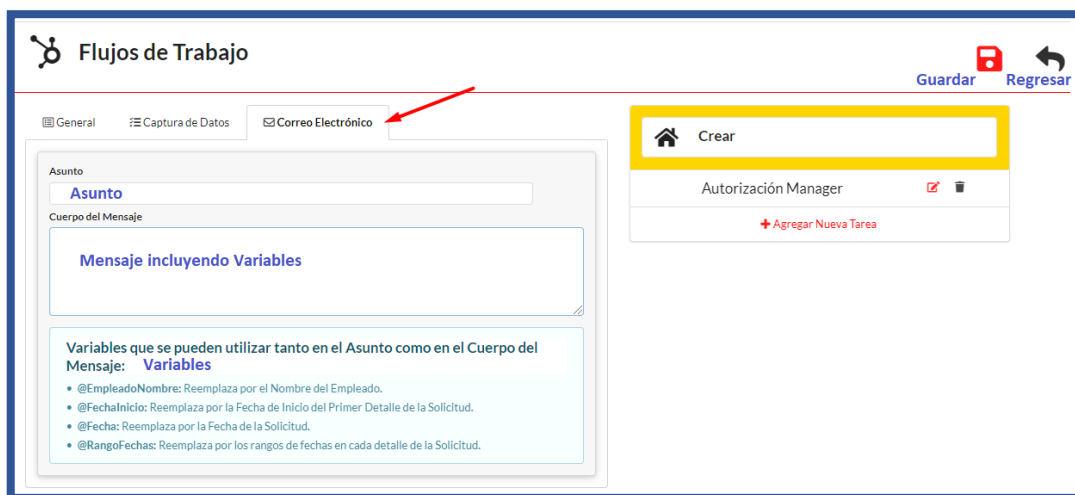 Flujos de Trabajo
Guardar
Regresar
General
Captura de Datos
Correo Electrónico
Asunto
Asunto
Cuerpo del Mensaje
Mensaje incluyendo Variables
Variables que se pueden utilizar tanto en el Asunto como en el Cuerpo del
Mensaje: Variables
• @EmpleadoNombre: Reemplaza por el Nombre del Empleado.
• @FechaInicio: Reemplaza por la Fecha de Inicio del Primer Detalle de la Solicitud.
• @Fecha: Reemplaza por la Fecha de la Solicitud.
• @RangoFechas: Reemplaza por los rangos de fechas en cada detalle de la Solicitud.
Crear
Autorización Manager
+ Agregar Nueva Tarea